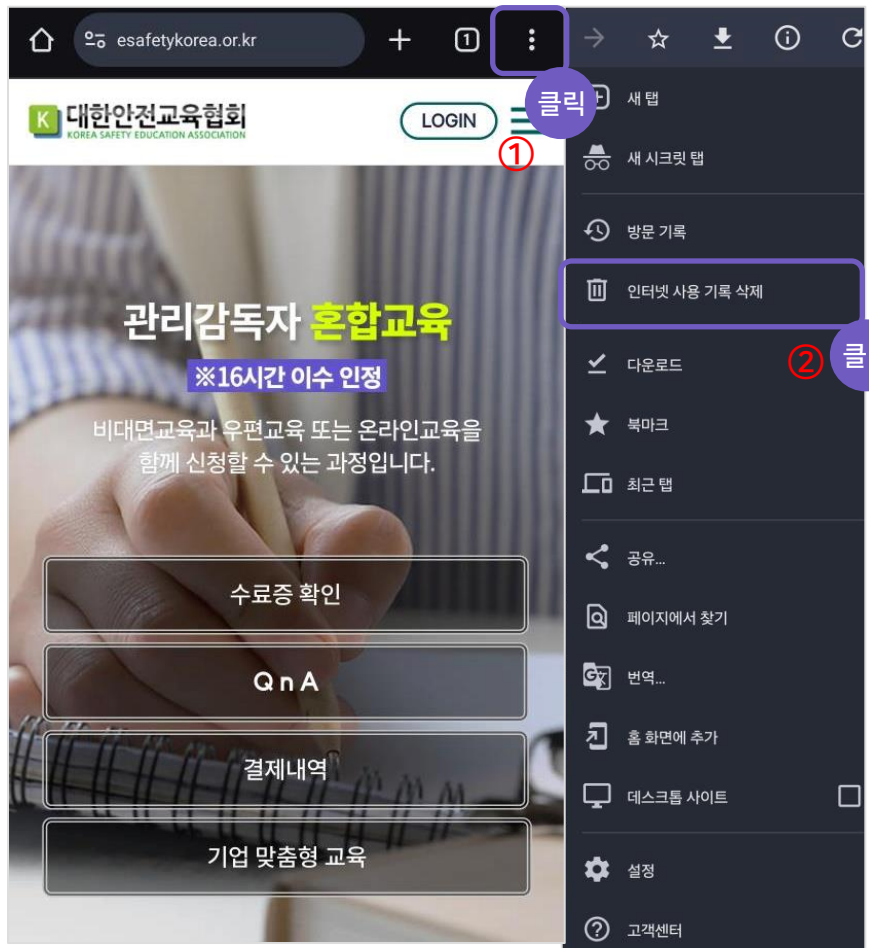 esafetykorea.or.kr
1
클릭
K 대한안전교육협회
KOREA SAFETY EDUCATION ASSOCIATION
LOGIN
①
관리감독자 혼합교육
※16시간 이수 인정
비대면교육과 우편교육 또는 온라인교육을
함께 신청할 수 있는 과정입니다.
수료증 확인
Q n A
결제내역
기업 맞춤형 교육
새 탭
새 시크릿 탭
방문 기록
인터넷 사용 기록 삭제
② 클
다운로드
북마크
최근 탭
공유...
페이지에서 찾기
번역...
홈 화면에 추가
데스크톱 사이트
설정
고객센터